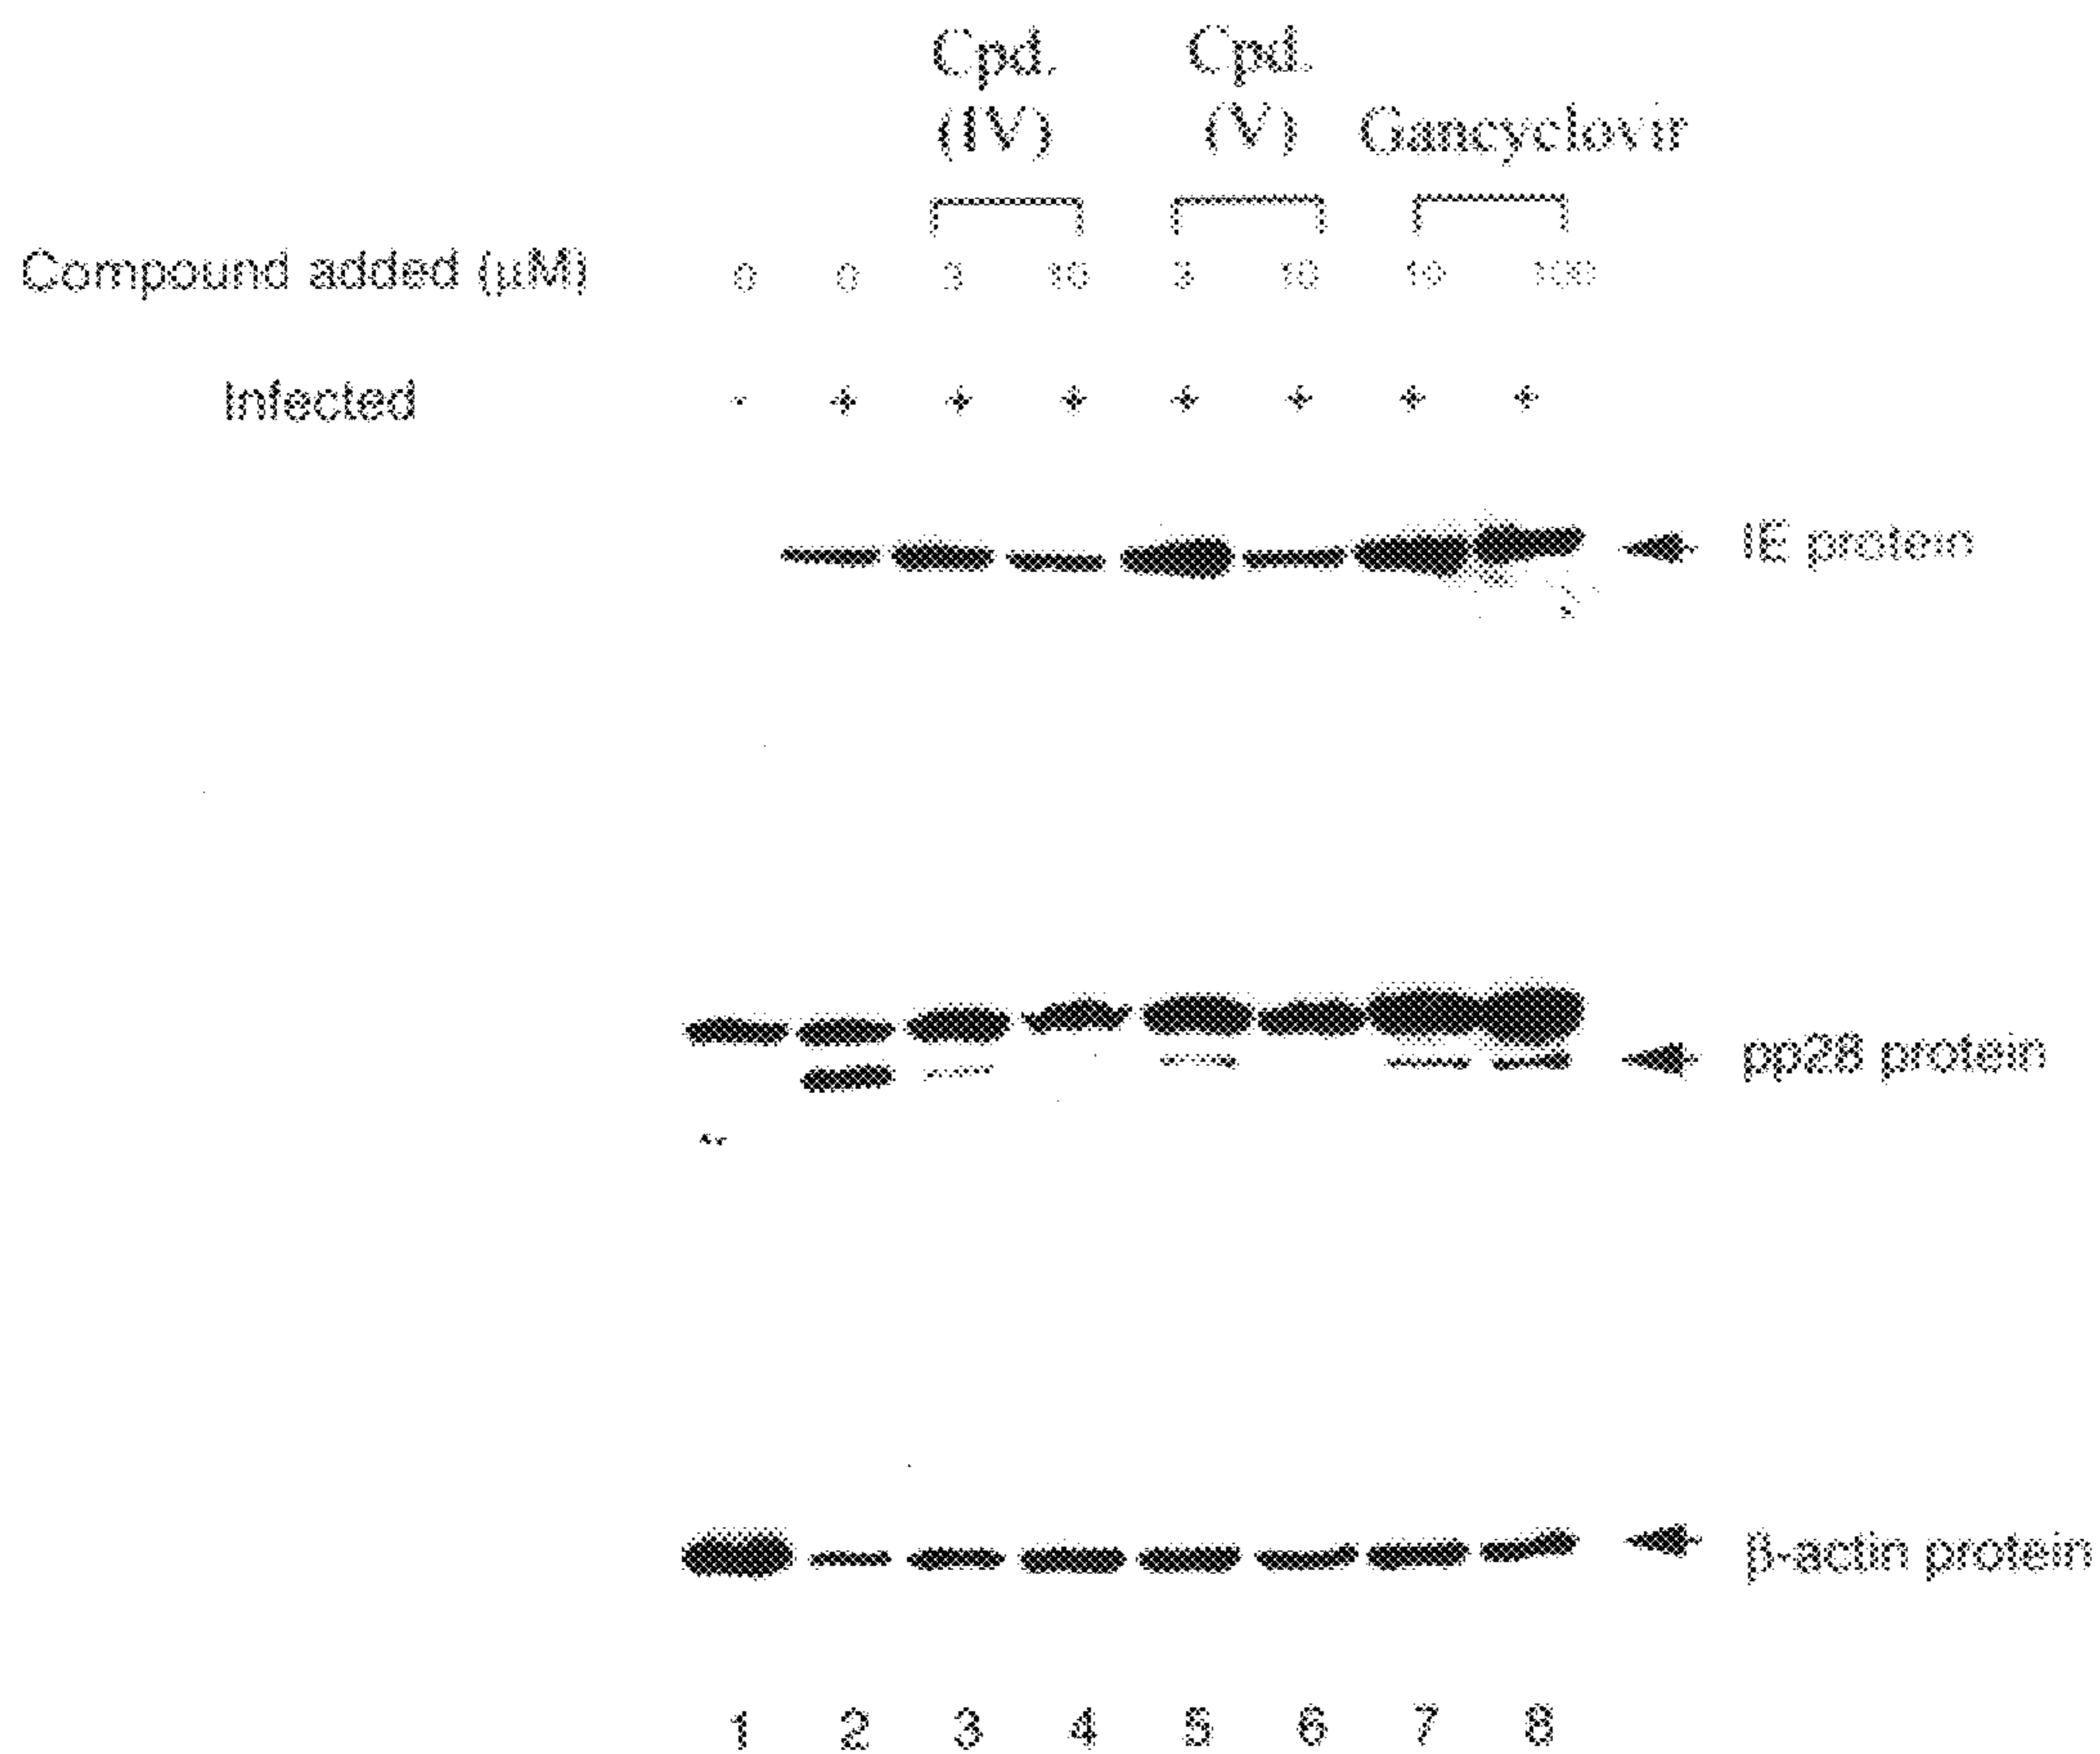 Cpd. Cpd.
(IV) (V) Gancyclovir
Compound added (μM) 0 0 3 10 3 10 10 100
Infected - + + + + + + +
IE protein
pp28 protein
β-actin protein
1 2 3 4 5 6 7 8